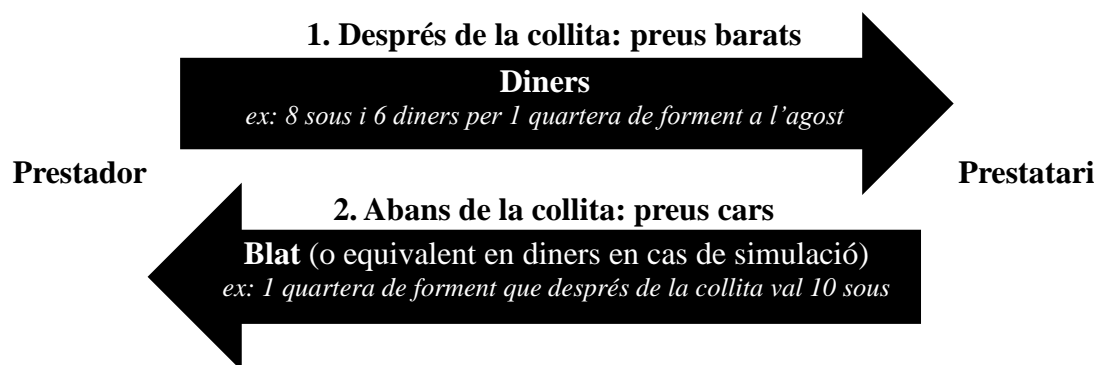 1. Després de la collita: preus barats
Diners
ex: 8 sous i 6 diners per 1 quartera de forment a l’agost
Prestador
Prestatari
2. Abans de la collita: preus cars
Blat (o equivalent en diners en cas de simulació)
ex: 1 quartera de forment que després de la collita val 10 sous